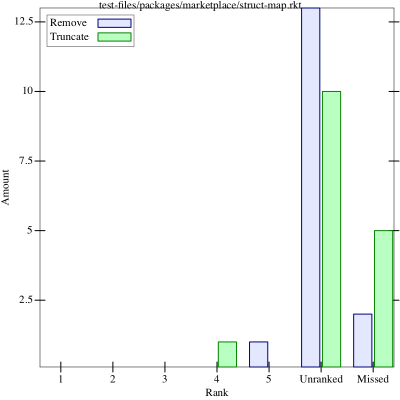 test-files/packages/marketplace/struct-map.rkt
12.5
Remove
Truncate
10
7.5
Amount
5
2.5
1 2 3 4 5 Unranked Missed
Rank